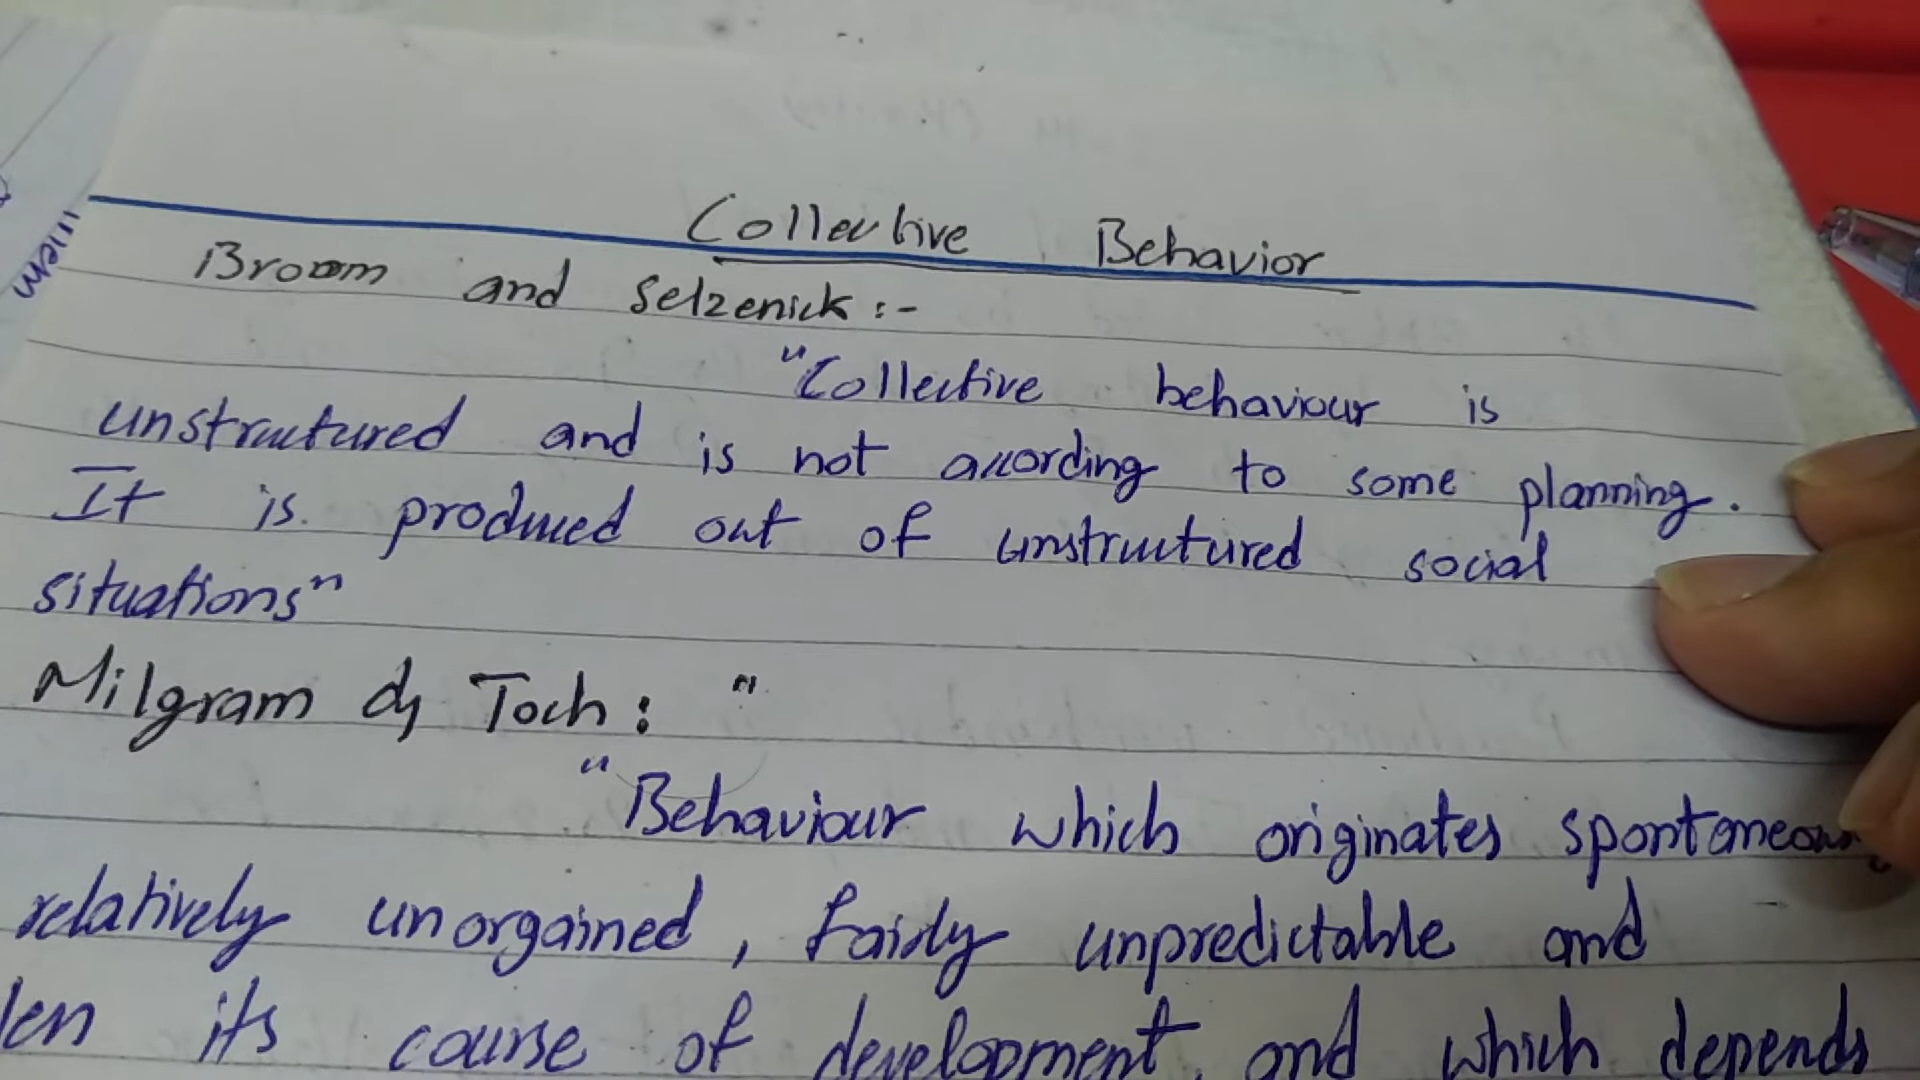 Collective Behavior
Broom and Selzenick :-
"Collective behaviour is
unstructured and is not according to some planning.
It is produced out of unstructured social
situations"
Milgram & Toch : "
"Behaviour which originates
relatively unorgained, fairly unpredictable and
its course of development, and which depends